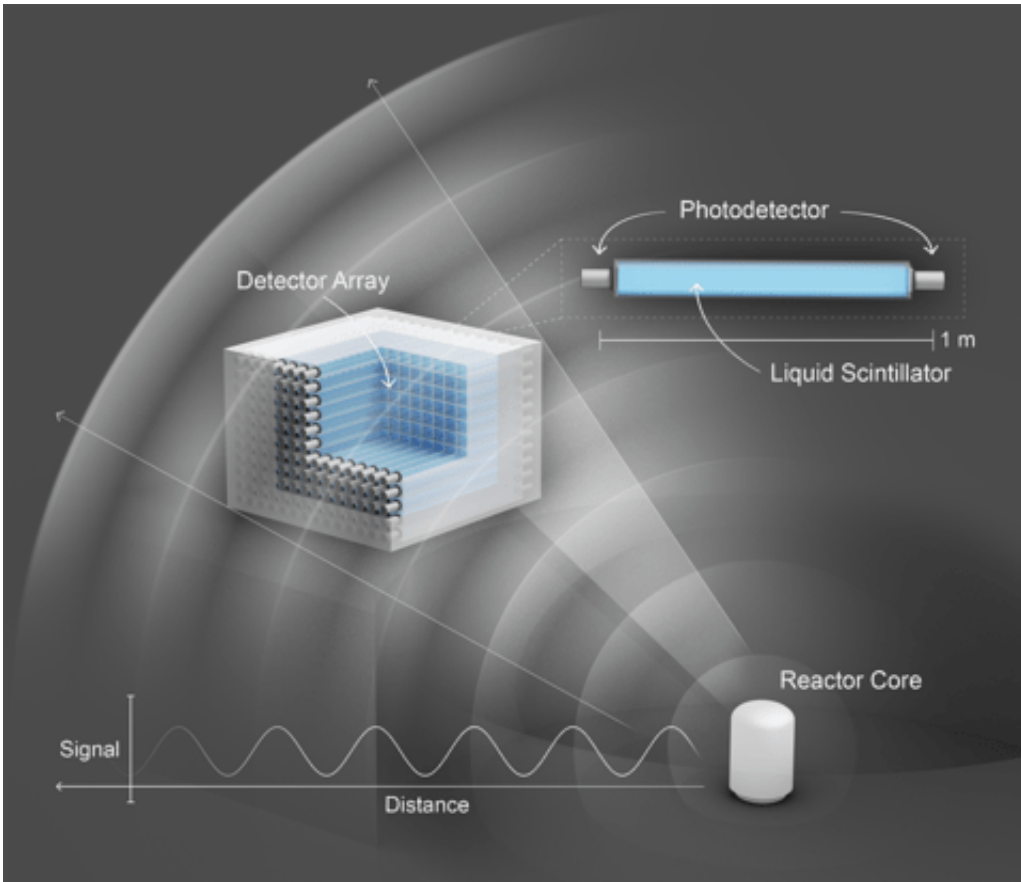 Photodetector
Detector Array
1 m
Liquid Scintillator
Reactor Core
Signal
Distance